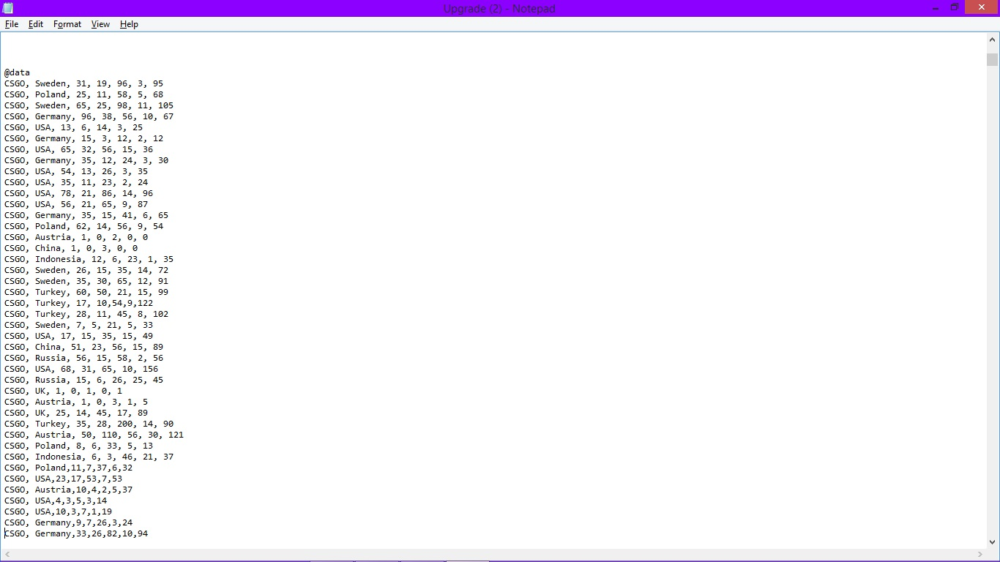 Upgrade (2) - Notepad
File Edit Format View Help
@data
CSGO, Sweden, 31, 19, 96, 3, 95
CSGO, Poland, 25, 11, 58, 5, 68
CSGO, Sweden, 65, 25, 98, 11, 105
CSGO, Germany, 96, 38, 56, 10, 67
CSGO, USA, 13, 6, 14, 3, 25
CSGO, Germany, 15, 3, 12, 2, 12
CSGO, USA, 65, 32, 56, 15, 36
CSGO, Germany, 35, 12, 24, 3, 30
CSGO, USA, 54, 13, 26, 3, 35
CSGO, USA, 35, 11, 23, 2, 24
CSGO, USA, 78, 21, 86, 14, 96
CSGO, USA, 56, 21, 65, 9, 87
CSGO, Germany, 35, 15, 41, 6, 65
CSGO, Poland, 62, 14, 56, 9, 54
CSGO, Austria, 1, 0, 2, 0, 0
CSGO, China, 1, 0, 3, 0, 0
CSGO, Indonesia, 12, 6, 23, 1, 35
CSGO, Sweden, 26, 15, 35, 14, 72
CSGO, Sweden, 35, 30, 65, 12, 91
CSGO, Turkey, 60, 50, 21, 15, 99
CSGO, Turkey, 17, 10,54,9,122
CSGO, Turkey, 28, 11, 45, 8, 102
CSGO, Sweden, 7, 5, 21, 5, 33
CSGO, USA, 17, 15, 35, 15, 49
CSGO, China, 51, 23, 56, 15, 89
CSGO, Russia, 56, 15, 58, 2, 56
CSGO, USA, 68, 31, 65, 10, 156
CSGO, Russia, 15, 6, 26, 25, 45
CSGO, UK, 1, 0, 1, 0, 1
CSGO, Austria, 1, 0, 3, 1, 5
CSGO, UK, 25, 14, 45, 17, 89
CSGO, Turkey, 35, 28, 200, 14, 90
CSGO, Austria, 50, 110, 56, 30, 121
CSGO, Poland, 8, 6, 33, 5, 13
CSGO, Indonesia, 6, 3, 46, 21, 37
CSGO, Poland,11,7,37,6,32
CSGO, USA,23,17,53,7,53
CSGO, Austria,10,4,2,5,37
CSGO, USA,4,3,5,3,14
CSGO, USA,10,3,7,1,19
CSGO, Germany,9,7,26,3,24
CSGO, Germany,33,26,82,10,94